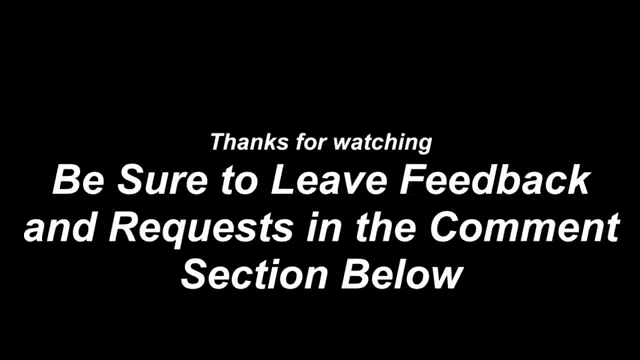 Thanks for watching
Be Sure to Leave Feedback
and Requests in the Comment
Section Below